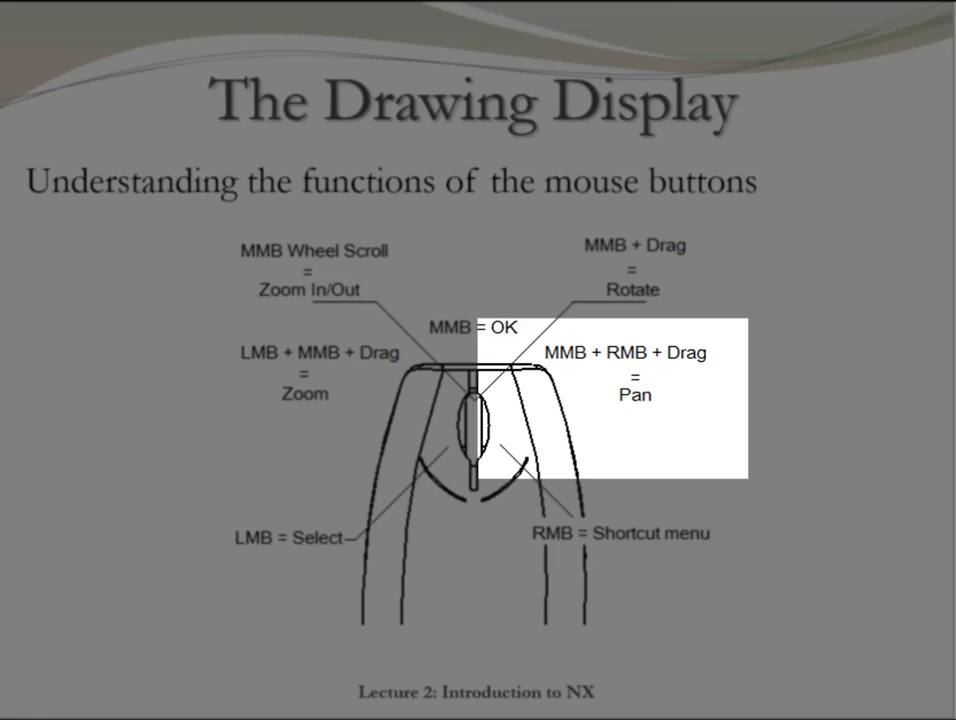 The Drawing Display
Understanding the functions of the mouse buttons
MMB Wheel Scroll
=
Zoom In/Out
MMB + Drag
=
Rotate
MMB = OK
LMB + MMB + Drag
=
Zoom
MMB + RMB + Drag
=
Pan
LMB = Select
RMB = Shortcut menu
Lecture 2: Introduction to NX